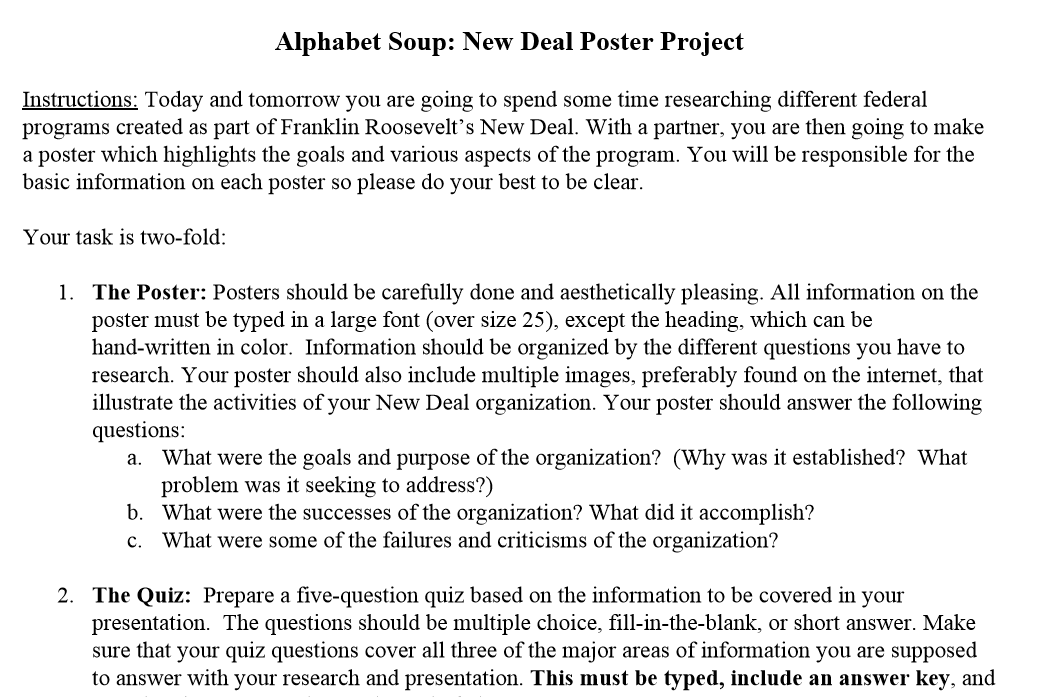 Alphabet Soup: New Deal Poster Project
Instructions: Today and tomorrow you are going to spend some time researching different federal
programs created as part of Franklin Roosevelt’s New Deal. With a partner, you are then going to make
a poster which highlights the goals and various aspects of the program. You will be responsible for the
basic information on each poster so please do your best to be clear.
Your task is two-fold:
1. The Poster: Posters should be carefully done and aesthetically pleasing. All information on the
poster must be typed in a large font (over size 25), except the heading, which can be
hand-written in color. Information should be organized by the different questions you have to
research. Your poster should also include multiple images, preferably found on the internet, that
illustrate the activities of your New Deal organization. Your poster should answer the following
questions:
a. What were the goals and purpose of the organization? (Why was it established? What
problem was it seeking to address?)
b. What were the successes of the organization? What did it accomplish?
c. What were some of the failures and criticisms of the organization?
2. The Quiz: Prepare a five-question quiz based on the information to be covered in your
presentation. The questions should be multiple choice, fill-in-the-blank, or short answer. Make
sure that your quiz questions cover all three of the major areas of information you are supposed
to answer with your research and presentation. This must be typed, include an answer key, and